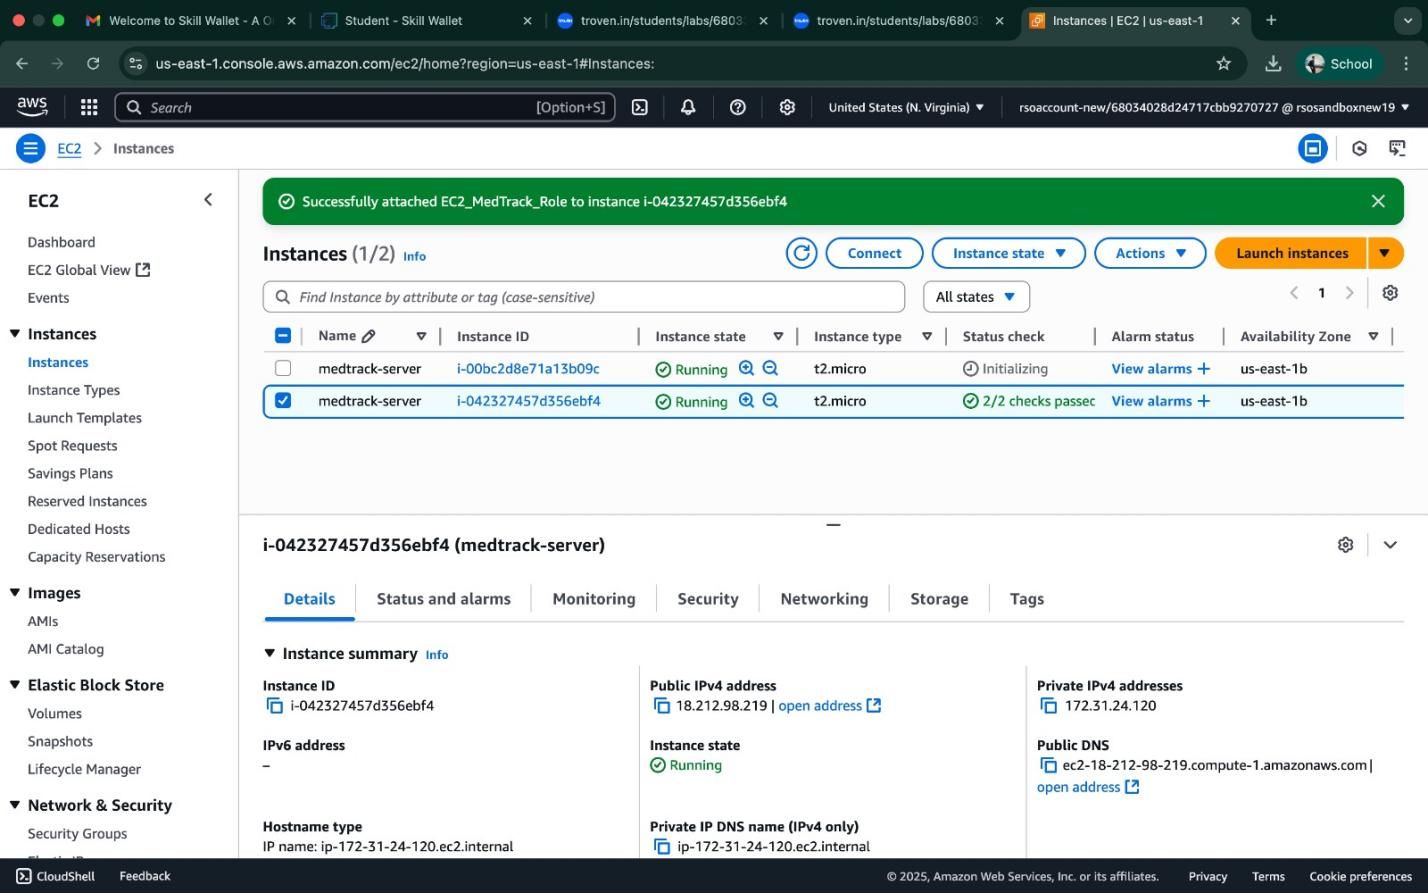 Welcome to Skill Wallet - A O
Student - Skill Wallet
troven.in/students/labs/6803
troven.in/students/labs/6803
Instances | EC2 | us-east-1
us-east-1.console.aws.amazon.com/ec2/home?region=us-east-1#Instances:
School
aws
Search
[Option+S]
United States (N. Virginia)
rsoaccount-new/68034028d24717cbb9270727 @ rsosandboxnew19
EC2
Instances
EC2
Dashboard
EC2 Global View
Events
Instances
Instances
Instance Types
Launch Templates
Spot Requests
Savings Plans
Reserved Instances
Dedicated Hosts
Capacity Reservations
Images
AMIs
AMI Catalog
Elastic Block Store
Volumes
Snapshots
Lifecycle Manager
Network & Security
Security Groups
Successfully attached EC2_MedTrack_Role to instance i-042327457d356ebf4
Instances (1/2) Info
Connect
Instance state
Actions
Launch instances
Find Instance by attribute or tag (case-sensitive)
All states
1
Name Instance ID Instance state Instance type Status check Alarm status Availability Zone
medtrack-server i-00bc2d8e71a13b09c Running t2.micro Initializing View alarms + us-east-1b
medtrack-server i-042327457d356ebf4 Running t2.micro 2/2 checks passec View alarms + us-east-1b
i-042327457d356ebf4 (medtrack-server)
Details Status and alarms Monitoring Security Networking Storage Tags
Instance summary Info
Instance ID
i-042327457d356ebf4
Public IPv4 address
18.212.98.219 | open address
Private IPv4 addresses
172.31.24.120
IPv6 address
–
Instance state
Running
Public DNS
ec2-18-212-98-219.compute-1.amazonaws.com |
open address
Hostname type
IP name: ip-172-31-24-120.ec2.internal
Private IP DNS name (IPv4 only)
ip-172-31-24-120.ec2.internal
CloudShell
Feedback
© 2025, Amazon Web Services, Inc. or its affiliates.
Privacy
Terms
Cookie preferences